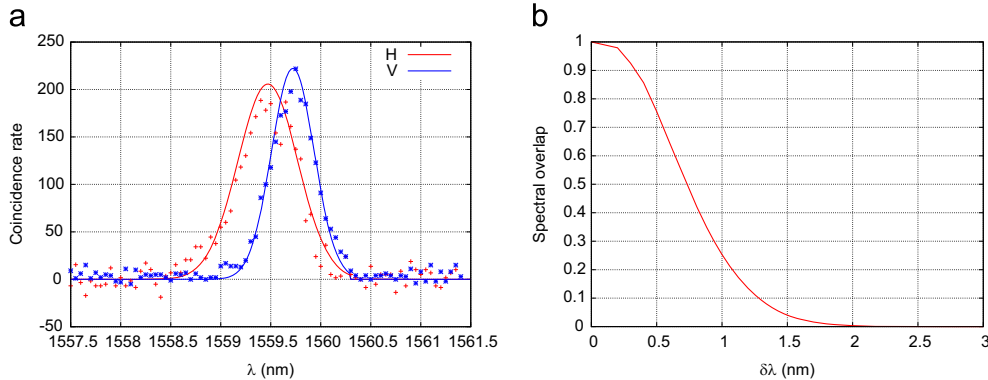 a
250
200
150
100
50
0
-50
Coincidence rate
H
V
1557.5 1558 1558.5 1559 1559.5 1560 1560.5 1561 1561.5
λ (nm)
b
1
0.9
0.8
0.7
0.6
0.5
0.4
0.3
0.2
0.1
0
Spectral overlap
0 0.5 1 1.5 2 2.5 3
δλ (nm)